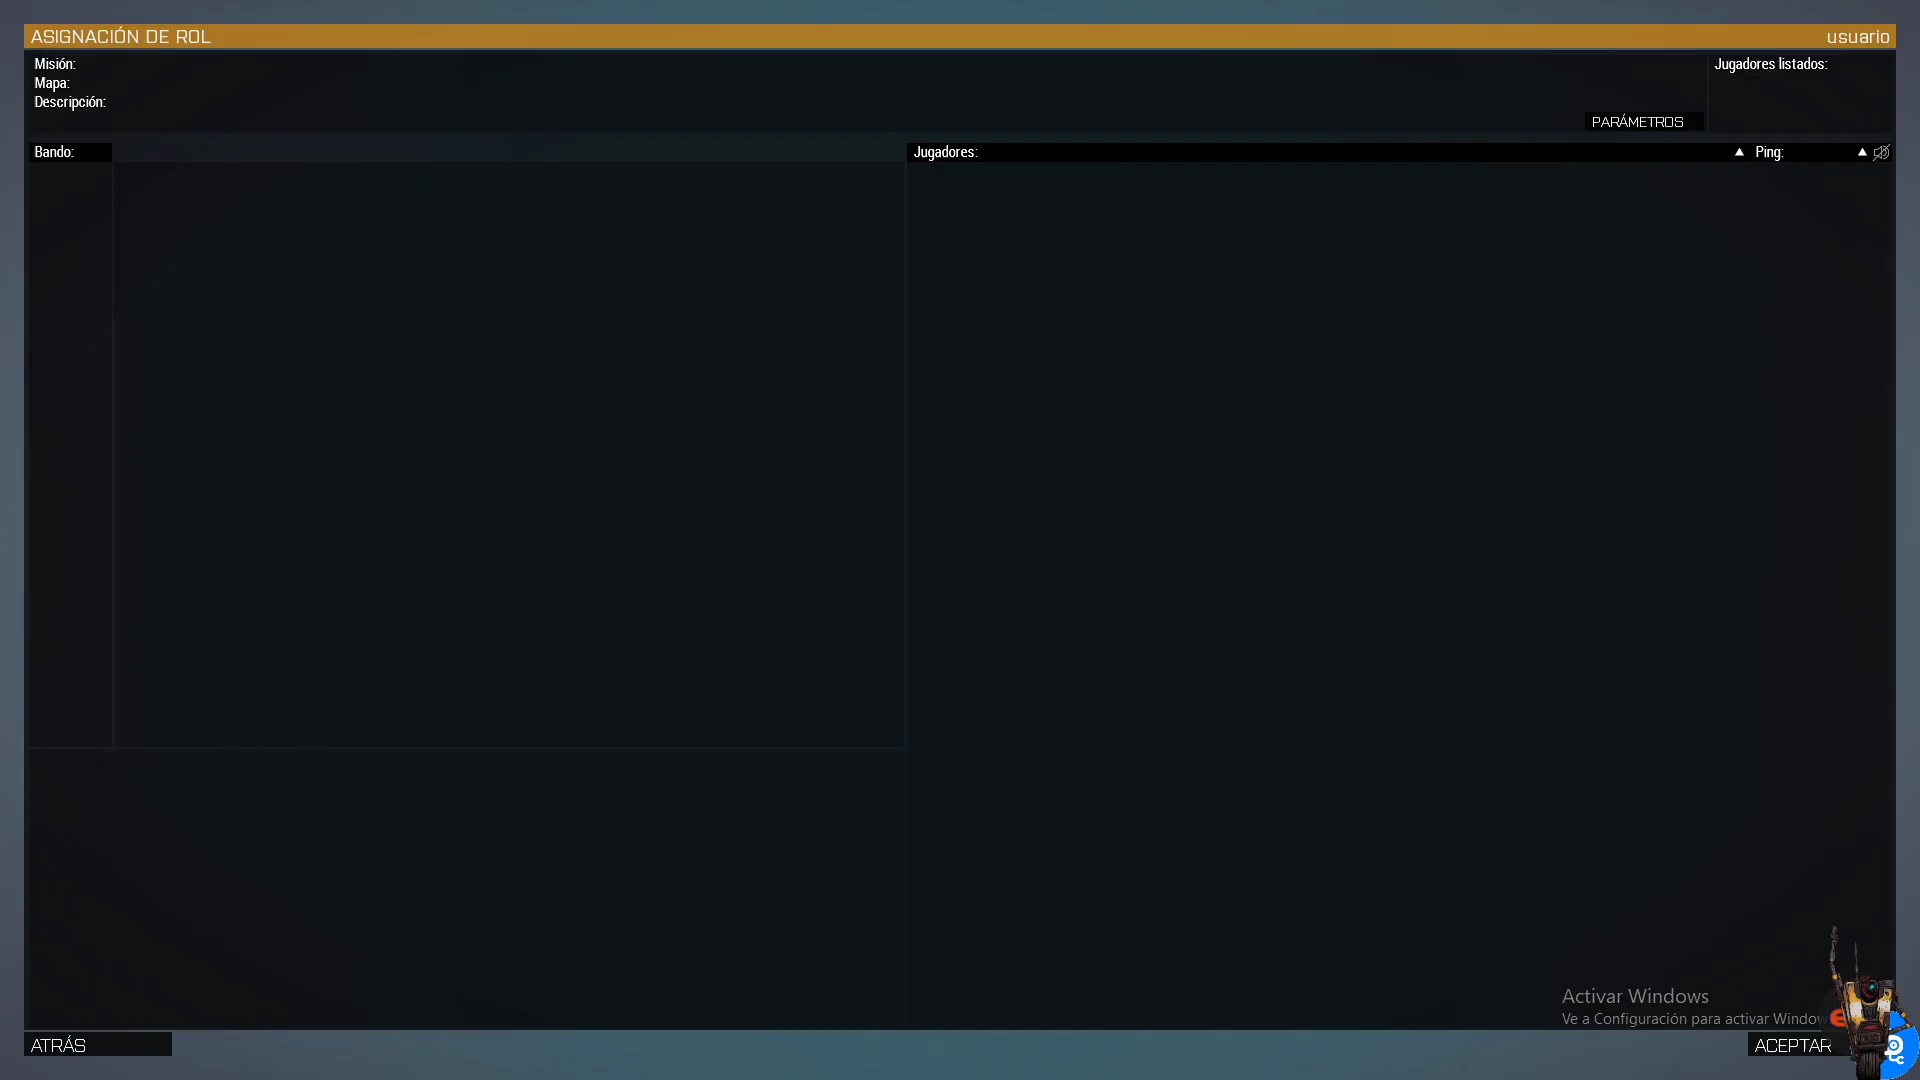 ASIGNACIÓN DE ROL
usuario
Misión:
Mapa:
Descripción:
Jugadores listados:
PARÁMETROS
Bando:
Jugadores:
Ping:
Activar Windows
Ve a Configuración para activar
ATRÁS
ACEPTAR